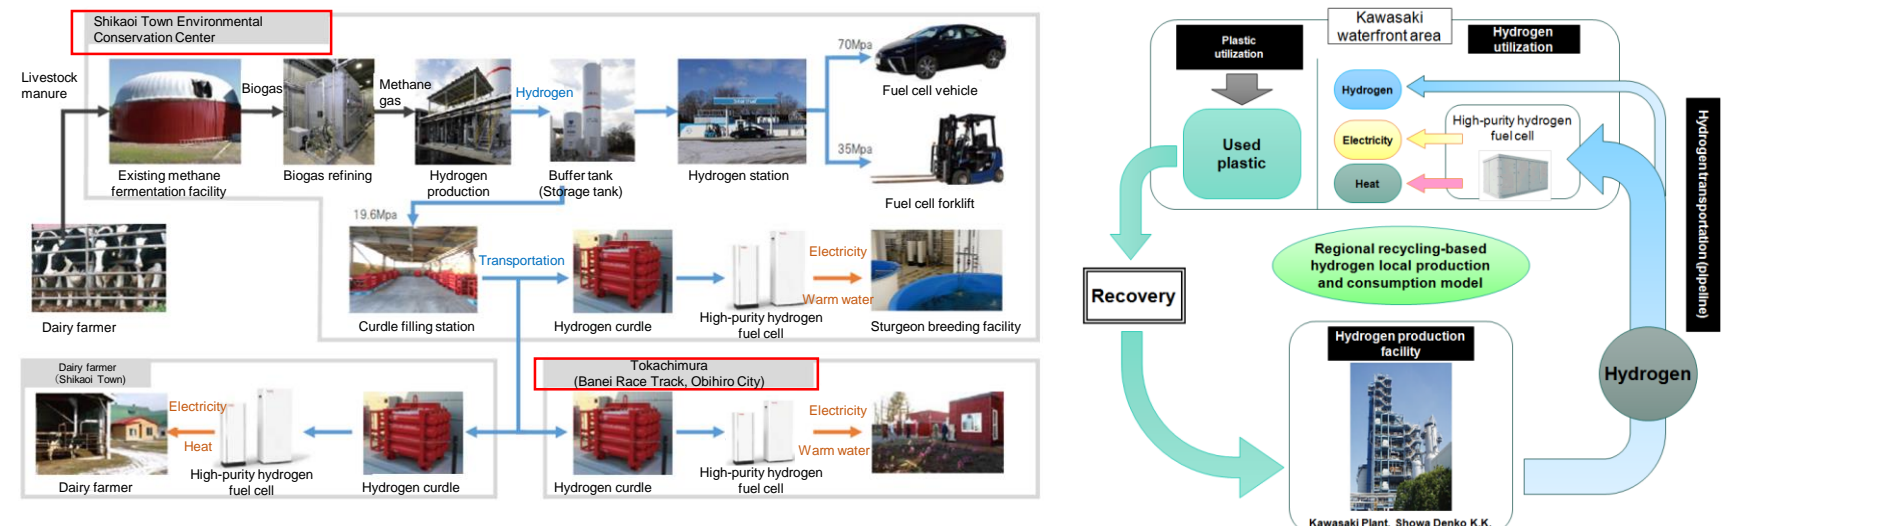 Shikaoi Town Environmental
Conservation Center
Livestock
manure
Biogas
Methane
gas
Hydrogen
70Mpa
Fuel cell vehicle
35Mpa
Existing methane
fermentation facility
Biogas refining
Hydrogen
production
Buffer tank
(Storage tank)
Hydrogen station
Fuel cell forklift
19.6Mpa
Transportation
Electricity
Warm water
Dairy farmer
Curdle filling station
Hydrogen curdle
High-purity hydrogen
fuel cell
Sturgeon breeding facility
Dairy farmer
(Shikaoi Town)
Electricity
Heat
Dairy farmer
High-purity hydrogen
fuel cell
Hydrogen curdle
Tokachimura
(Banei Race Track, Obihiro City)
Electricity
Warm water
Hydrogen curdle
High-purity hydrogen
fuel cell
Kawasaki
waterfront area
Plastic
utilization
Hydrogen
utilization
Used
plastic
Hydrogen
Electricity
Heat
High-purity hydrogen
fuel cell
Hydrogen transportation (pipeline)
Regional recycling-based
hydrogen local production
and consumption model
Recovery
Hydrogen production
facility
Hydrogen
Kawasaki Plant, Showa Denko K.K.